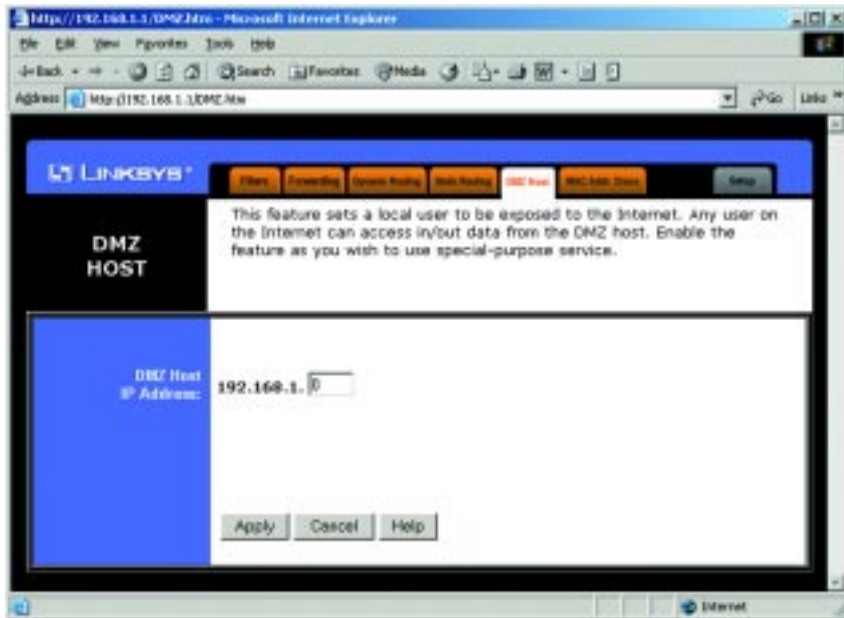 http://192.168.1.1/DMZ.htm - Microsoft Internet Explorer
File Edit View Favorites Tools Help
Back Search Favorites Media
Address http://192.168.1.1/DMZ.htm Go Links
LINKSYS®
Filters Forwarding Dynamic Routing Static Routing DMZ Host MAC Addr. Clone Setup
DMZ
HOST
This feature sets a local user to be exposed to the Internet. Any user on
the Internet can access in/out data from the DMZ host. Enable the
feature as you wish to use special-purpose service.
DMZ Host
IP Address:
192.168.1. 0
Apply Cancel Help
Internet